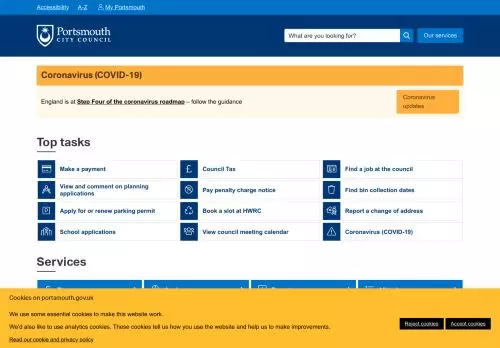 Accessibility A-Z My Portsmouth
Portsmouth
CITY COUNCIL
What are you looking for?
Our services
Coronavirus (COVID-19)
England is at Step Four of the coronavirus roadmap – follow the guidance
Coronavirus
updates
Top tasks
Make a payment
Council Tax
Find a job at the council
View and comment on planning
applications
Pay penalty charge notice
Find bin collection dates
Apply for or renew parking permit
Book a slot at HWRC
Report a change of address
School applications
View council meeting calendar
Coronavirus (COVID-19)
Services
Cookies on portsmouth.gov.uk
We use some essential cookies to make this website work.
We'd also like to use analytics cookies. These cookies tell us how you use the website and help us to make improvements.
Reject cookies
Accept cookies
Read our cookie and privacy policy